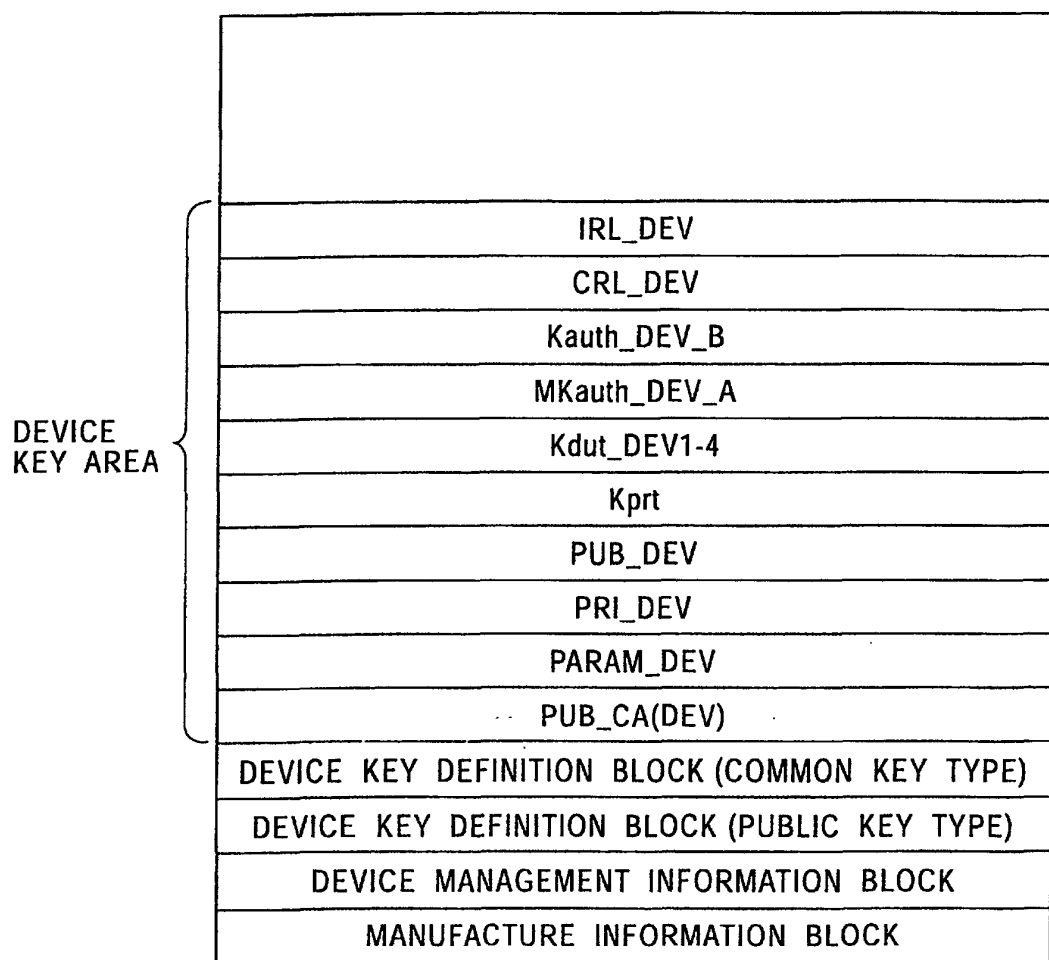 IRL_DEV
CRL_DEV
Kauth_DEV_B
MKauth_DEV_A
DEVICE
KEY AREA
Kdut_DEV1-4
Kprt
PUB_DEV
PRI_DEV
PARAM_DEV
PUB_CA(DEV)
DEVICE KEY DEFINITION BLOCK (COMMON KEY TYPE)
DEVICE KEY DEFINITION BLOCK (PUBLIC KEY TYPE)
DEVICE MANAGEMENT INFORMATION BLOCK
MANUFACTURE INFORMATION BLOCK